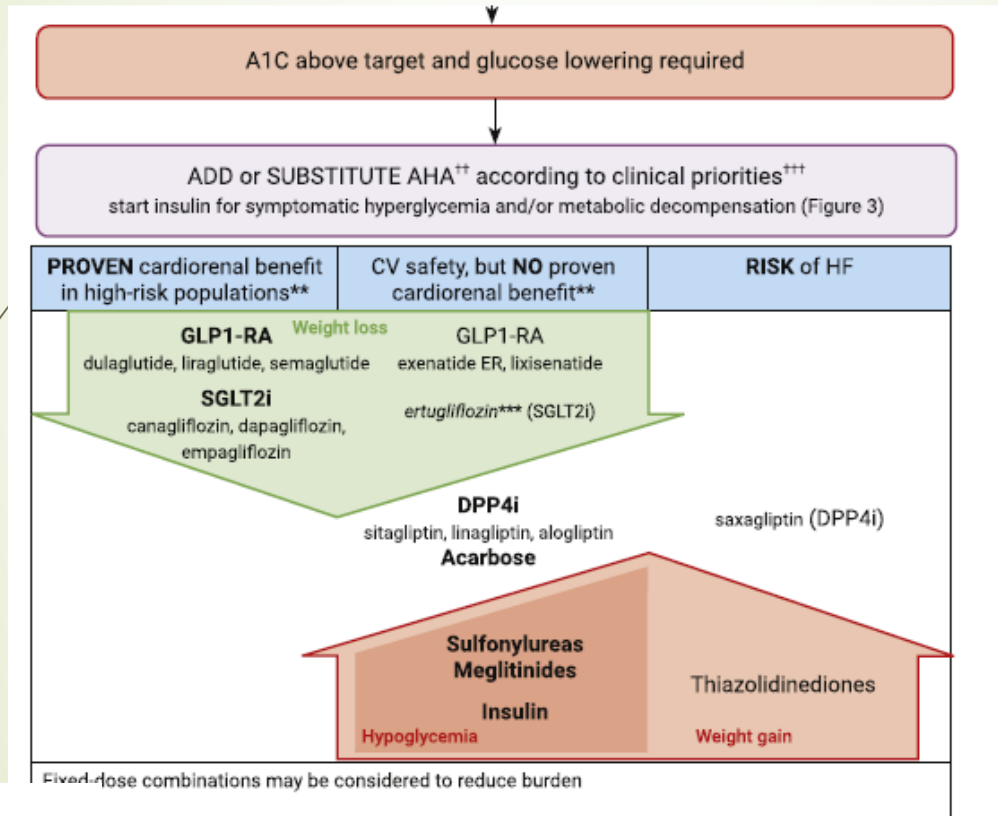 A1C above target and glucose lowering required
ADD or SUBSTITUTE AHA†† according to clinical priorities†††
start insulin for symptomatic hyperglycemia and/or metabolic decompensation (Figure 3)
PROVEN cardiorenal benefit
in high-risk populations**
CV safety, but NO proven
cardiorenal benefit**
RISK of HF
Weight loss
GLP1-RA
dulaglutide, liraglutide, semaglutide
SGLT2i
canagliflozin, dapagliflozin,
empagliflozin
GLP1-RA
exenatide ER, lixisenatide
ertugliflozin*** (SGLT2i)
DPP4i
sitagliptin, linagliptin, alogliptin
Acarbose
saxagliptin (DPP4i)
Sulfonylureas
Meglitinides
Insulin
Hypoglycemia
Thiazolidinediones
Weight gain
Fixed-dose combinations may be considered to reduce burden